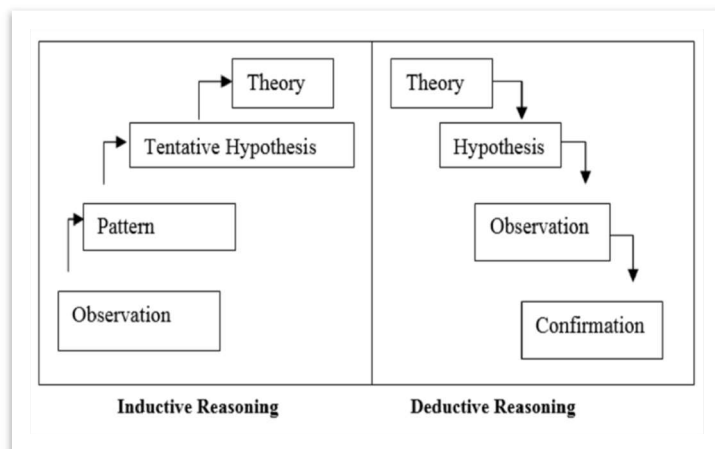 Theory
Tentative Hypothesis
Pattern
Observation
Inductive Reasoning
Theory
Hypothesis
Observation
Confirmation
Deductive Reasoning